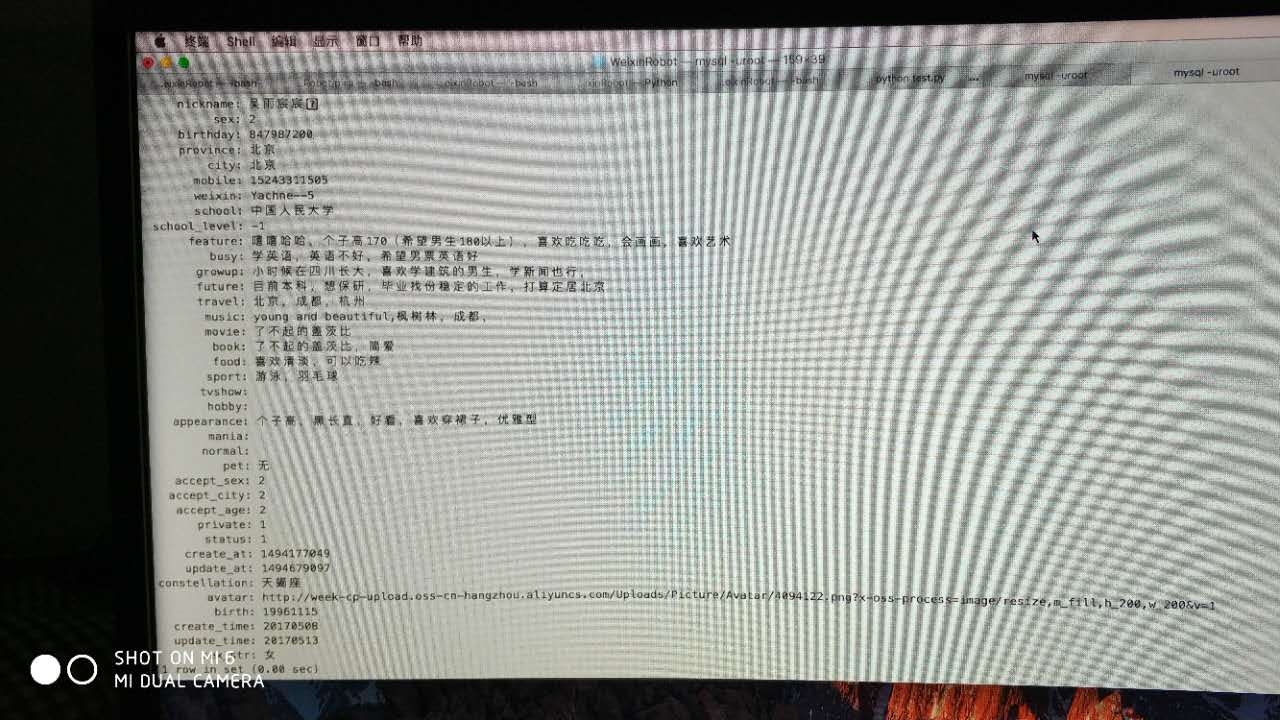 终端 Shell 编辑 显示 窗口 帮助
WeixinRobot — mysql -uroot — 159×39
python test.py
mysql -uroot
mysql -uroot
nickname: 吴雨宸宸
sex: 2
birthday: 847987200
province: 北京
city: 北京
mobile: 15243311505
weixin: Yachne--5
school: 中国人民大学
school_level: -1
feature: 嘻嘻哈哈、个子高170（希望男生180以上），喜欢吃吃吃，会画画，喜欢艺术
busy: 学英语，英语不好，希望男票英语好
growup: 小时候在四川长大，喜欢学建筑的男生，学新闻也行，
future: 目前本科，想保研，毕业找份稳定的工作，打算定居北京
travel: 北京，成都，杭州
music: young and beautiful,枫树林，成都，
movie: 了不起的盖茨比
book: 了不起的盖茨比，简爱
food: 喜欢清淡，可以吃辣
sport: 游泳，羽毛球
tvshow:
hobby:
appearance: 个子高，黑长直，好看，喜欢穿裙子，优雅型
mania:
normal:
pet: 无
accept_sex: 2
accept_city: 2
accept_age: 2
private: 1
status: 1
create_at: 1494177049
update_at: 1494679097
constellation: 天蝎座
avatar: http://week-cp-upload.oss-cn-hangzhou.aliyuncs.com/Uploads/Picture/Avatar/4094122.png?x-oss-process=image/resize,m_fill,h_200,w_200&v=1
birth: 19961115
create_time: 20170508
update_time: 20170513
str: 女
1 row in set (0.00 sec)
SHOT ON MI 6
MI DUAL CAMERA